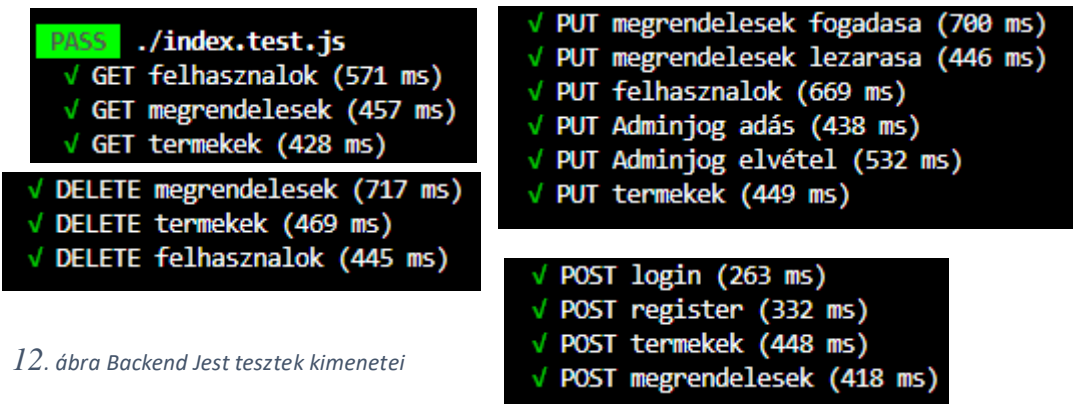 PASS ./index.test.js
√ GET felhasznalok (571 ms)
√ GET megrendelesek (457 ms)
√ GET termekek (428 ms)
√ DELETE megrendelesek (717 ms)
√ DELETE termekek (469 ms)
√ DELETE felhasznalok (445 ms)
√ PUT megrendelesek fogadasa (700 ms)
√ PUT megrendelesek lezarasa (446 ms)
√ PUT felhasznalok (669 ms)
√ PUT Adminjog adás (438 ms)
√ PUT Adminjog elvétel (532 ms)
√ PUT termekek (449 ms)
√ POST login (263 ms)
√ POST register (332 ms)
√ POST termekek (448 ms)
√ POST megrendelesek (418 ms)
12. ábra Backend Jest tesztek kimenetei